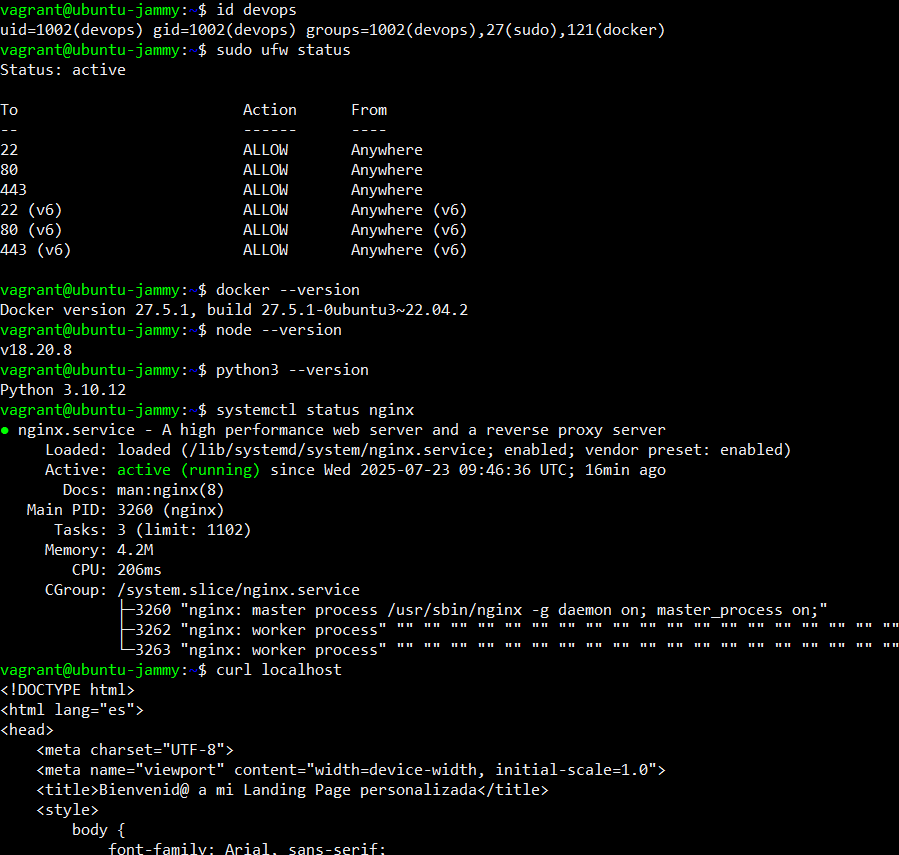 vagrant@ubuntu-jammy:~$ id devops
uid=1002(devops) gid=1002(devops) groups=1002(devops),27(sudo),121(docker)
vagrant@ubuntu-jammy:~$ sudo ufw status
Status: active
To                         Action      From
--                         ------      ----
22                         ALLOW       Anywhere
80                         ALLOW       Anywhere
443                        ALLOW       Anywhere
22 (v6)                    ALLOW       Anywhere (v6)
80 (v6)                    ALLOW       Anywhere (v6)
443 (v6)                   ALLOW       Anywhere (v6)
vagrant@ubuntu-jammy:~$ docker --version
Docker version 27.5.1, build 27.5.1-0ubuntu3~22.04.2
vagrant@ubuntu-jammy:~$ node --version
v18.20.8
vagrant@ubuntu-jammy:~$ python3 --version
Python 3.10.12
vagrant@ubuntu-jammy:~$ systemctl status nginx
● nginx.service - A high performance web server and a reverse proxy server
     Loaded: loaded (/lib/systemd/system/nginx.service; enabled; vendor preset: enabled)
     Active: active (running) since Wed 2025-07-23 09:46:36 UTC; 16min ago
       Docs: man:nginx(8)
   Main PID: 3260 (nginx)
      Tasks: 3 (limit: 1102)
     Memory: 4.2M
        CPU: 206ms
     CGroup: /system.slice/nginx.service
             ├─3260 "nginx: master process /usr/sbin/nginx -g daemon on; master_process on;"
             ├─3262 "nginx: worker process" "" "" "" "" "" "" "" "" "" "" "" "" "" "" "" "" "" "" ""
             └─3263 "nginx: worker process" "" "" "" "" "" "" "" "" "" "" "" "" "" "" "" "" "" "" ""
vagrant@ubuntu-jammy:~$ curl localhost
<!DOCTYPE html>
<html lang="es">
<head>
    <meta charset="UTF-8">
    <meta name="viewport" content="width=device-width, initial-scale=1.0">
    <title>Bienvenid@ a mi Landing Page personalizada</title>
    <style>
        body {
            font-family: Arial, sans-serif;